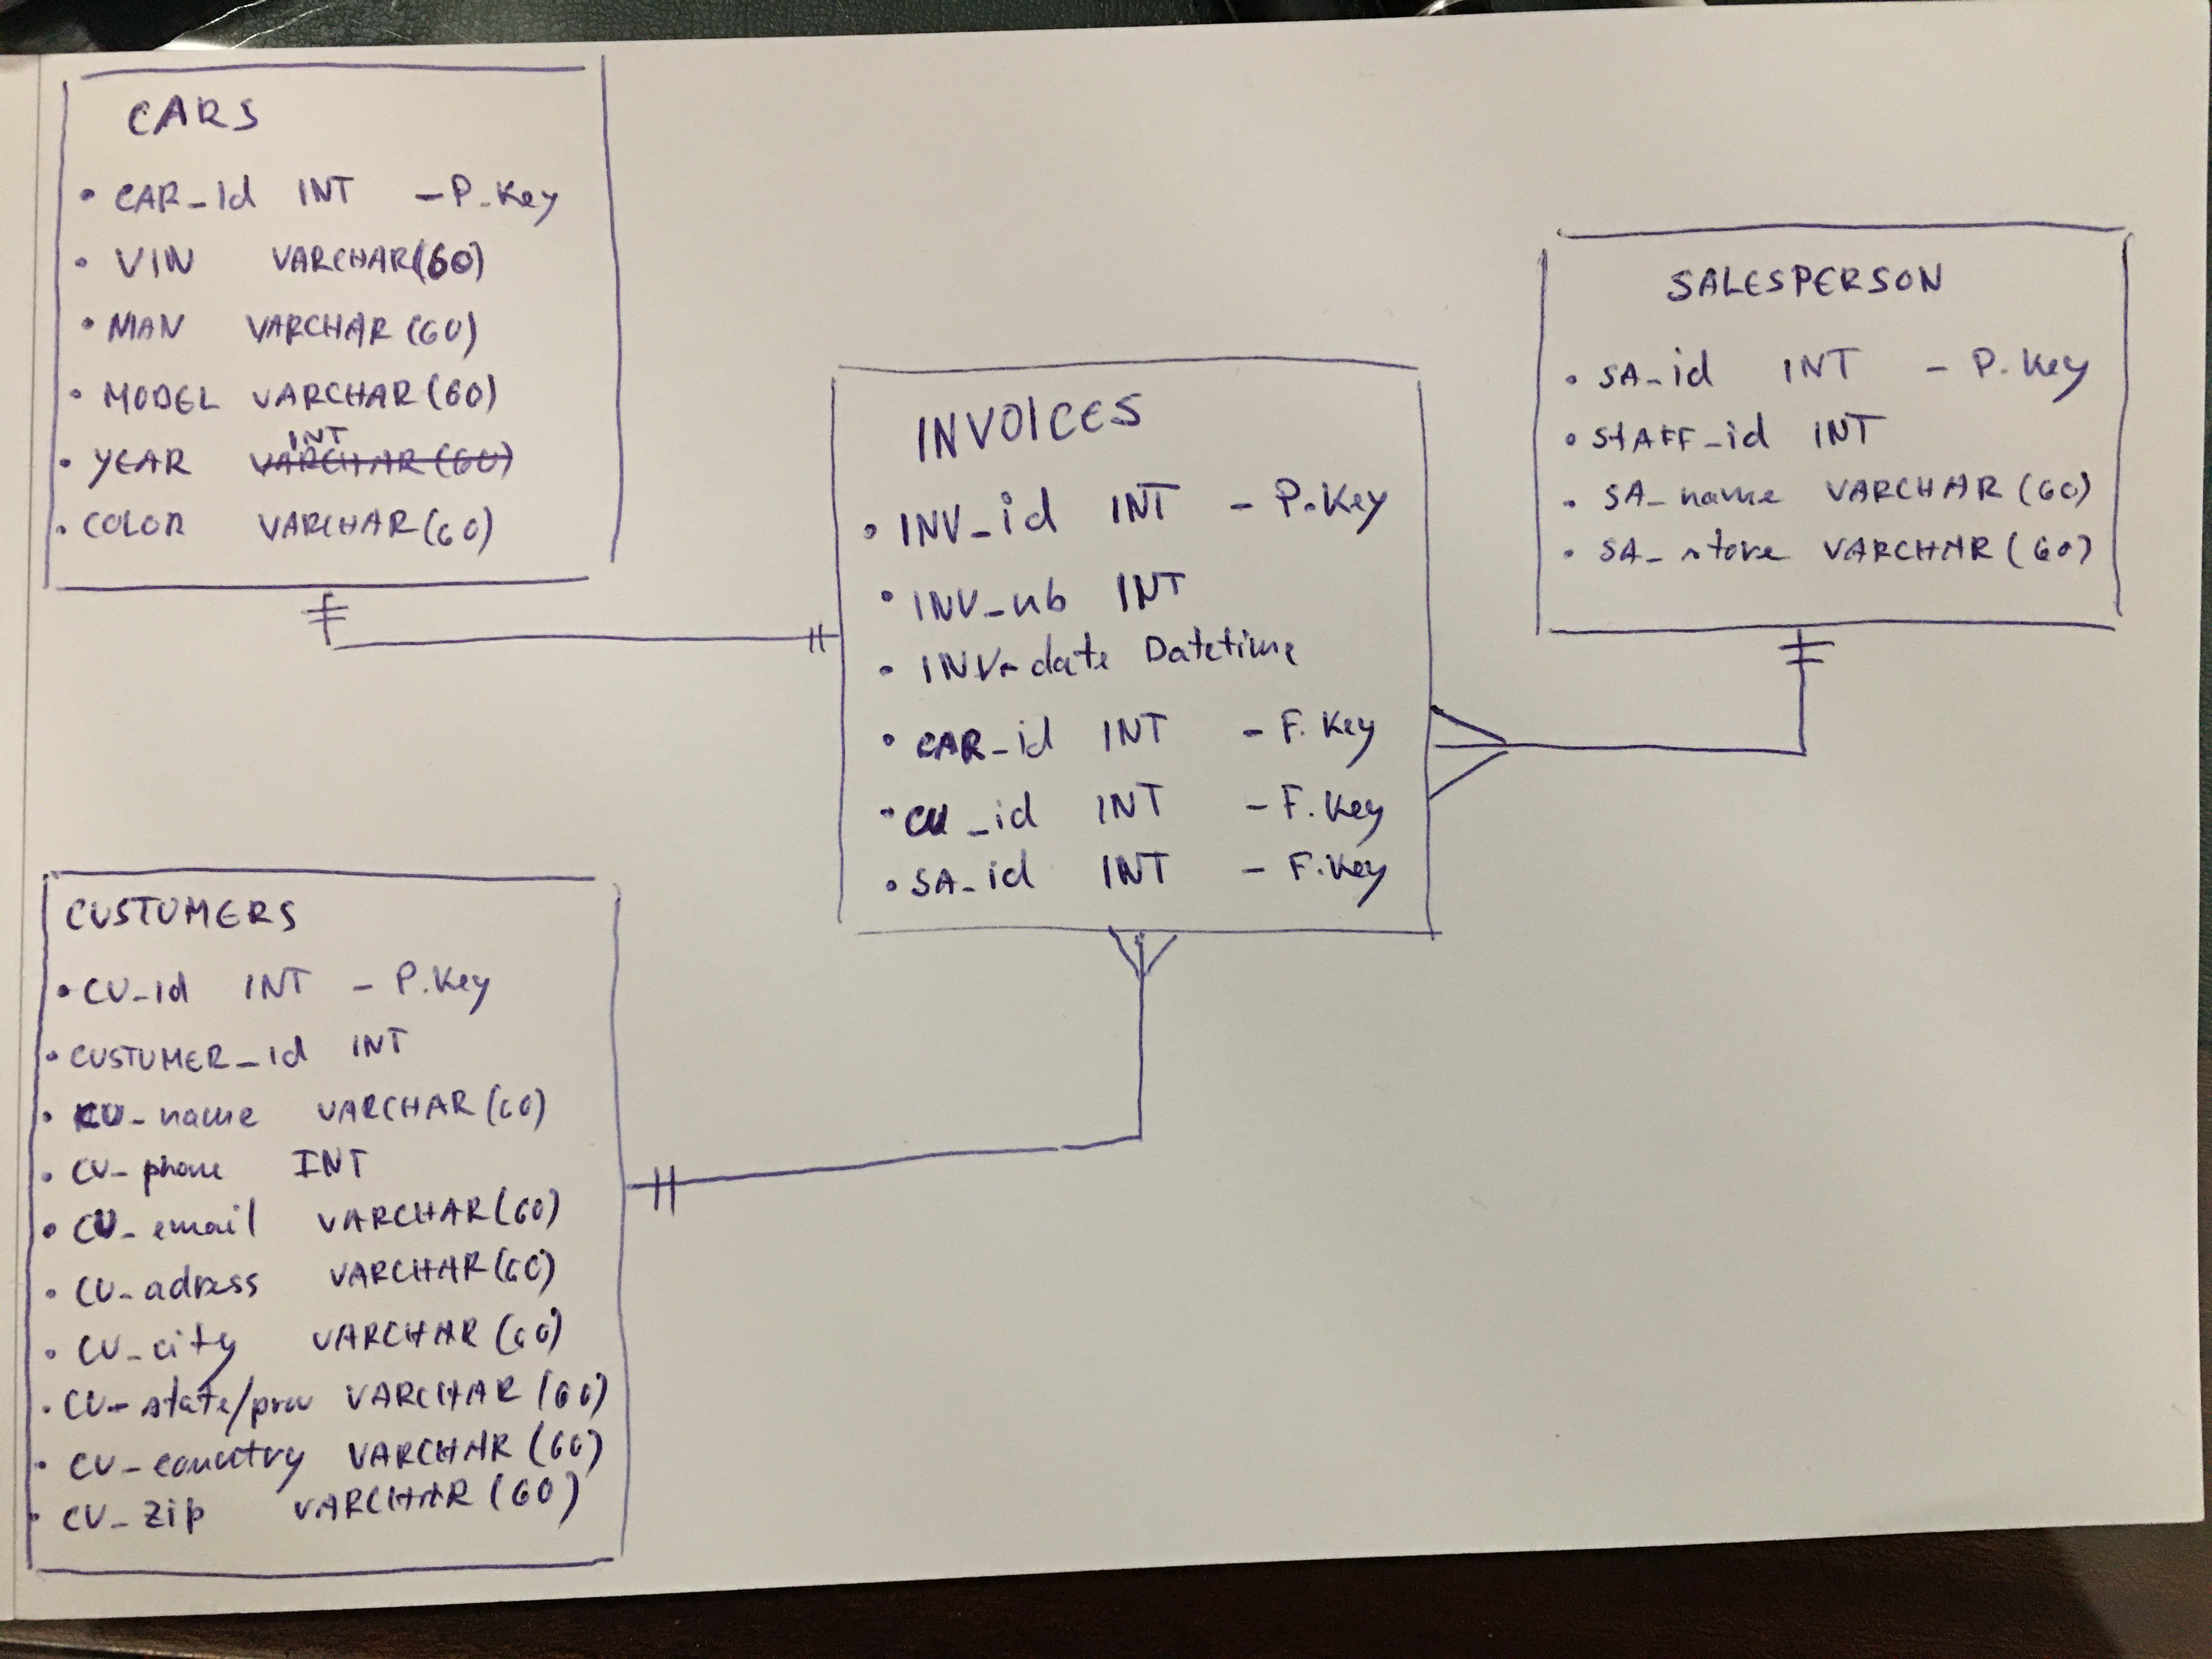 CARS
• CAR_id INT - P.Key
• VIN VARCHAR(60)
• MAN VARCHAR(60)
• MODEL VARCHAR(60)
• YEAR VARCHAR(60) INT
• COLOR VARCHAR(60)
CUSTUMERS
• CU_id INT - P.Key
• CUSTUMER_id INT
• CU_name VARCHAR(60)
• CU_phone INT
• CU_email VARCHAR(60)
• CU_adress VARCHAR(60)
• CU_city VARCHAR(60)
• CU_state/prov VARCHAR(60)
• CU_country VARCHAR(60)
• CU_zip VARCHAR(60)
INVOICES
• INV_id INT - P.Key
• INV_nb INT
• INV_date Datetime
• CAR_id INT - F.Key
• CU_id INT - F.Key
• SA_id INT - F.Key
SALESPERSON
• SA_id INT - P.Key
• STAFF_id INT
• SA_name VARCHAR(60)
• SA_store VARCHAR(60)